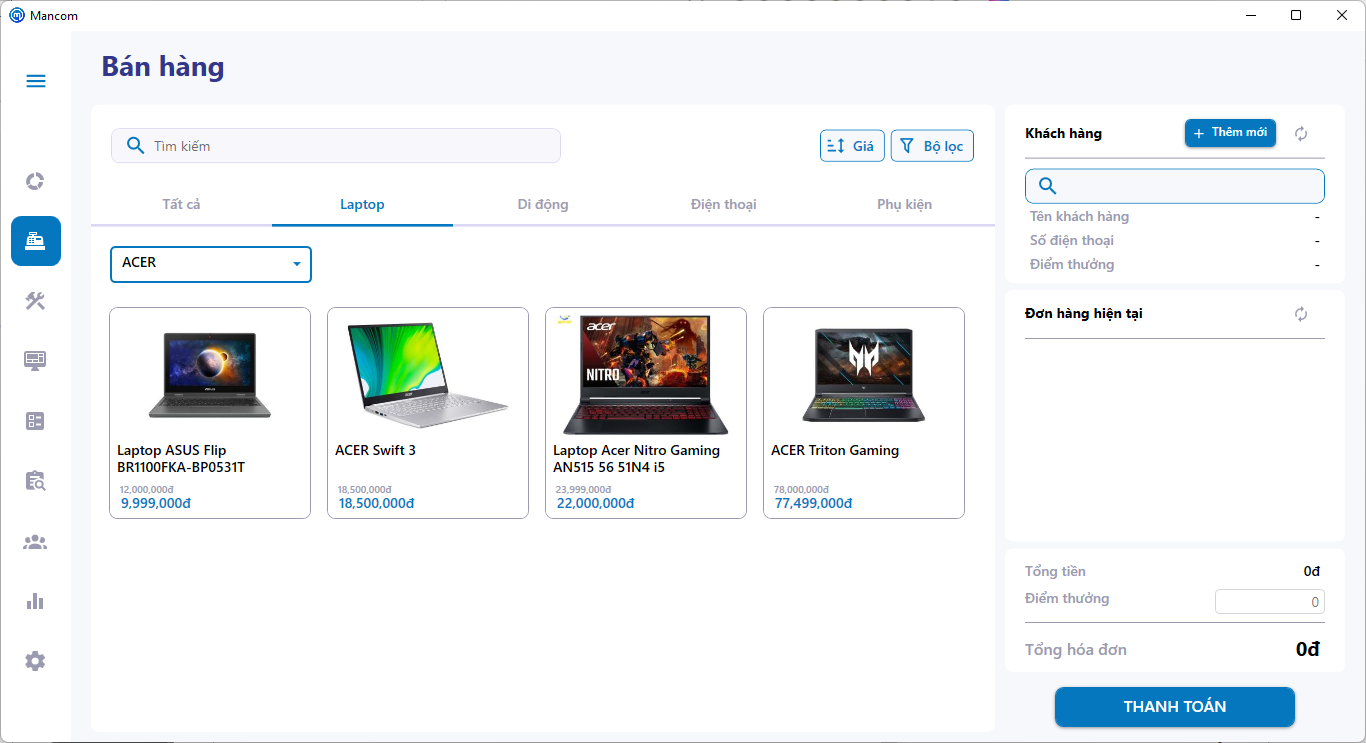 Mancom
Bán hàng
Tìm kiếm
Giá
Bộ lọc
Tất cả
Laptop
Di động
Điện thoại
Phụ kiện
ACER
acer
NITRO
Laptop ASUS Flip
BR1100FKA-BP0531T
12,000,000đ
9,999,000đ
ACER Swift 3
18,500,000đ
18,500,000đ
Laptop Acer Nitro Gaming
AN515 56 51N4 i5
23,999,000đ
22,000,000đ
ACER Triton Gaming
78,000,000đ
77,499,000đ
Khách hàng
+ Thêm mới
Tên khách hàng -
Số điện thoại -
Điểm thưởng -
Đơn hàng hiện tại
Tổng tiền 0đ
Điểm thưởng 0
Tổng hóa đơn 0đ
THANH TOÁN